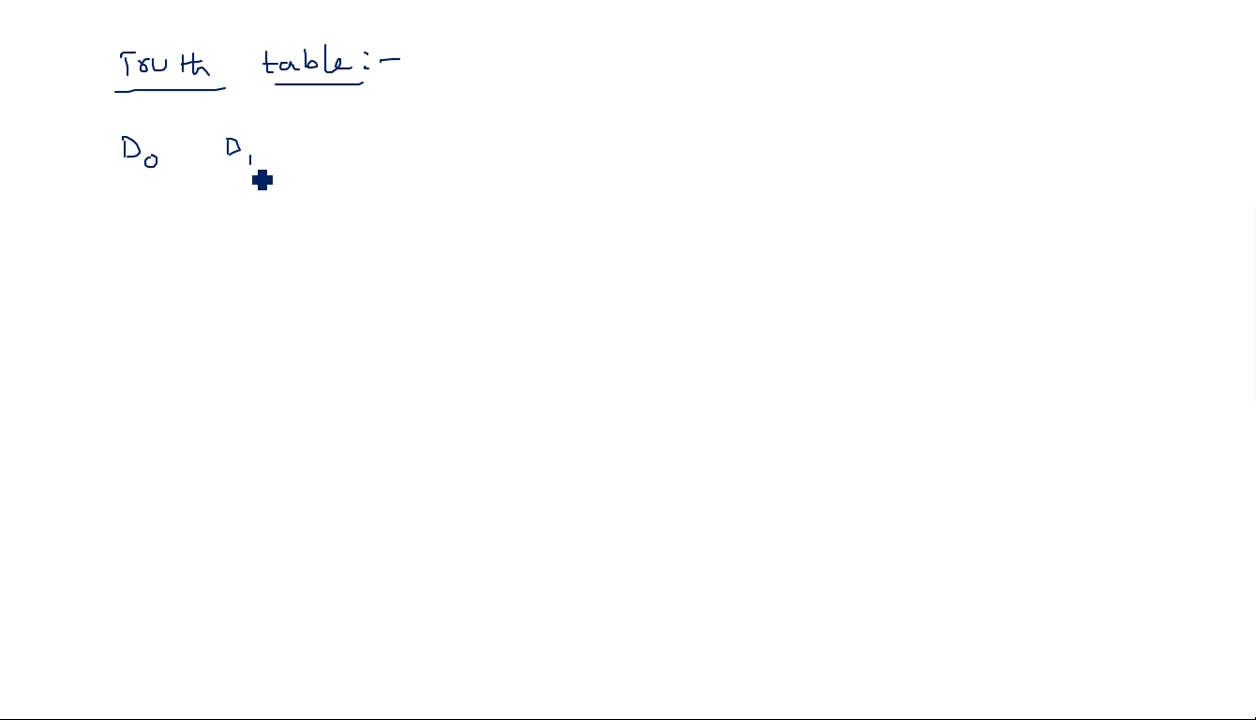 Truth table:-
D₀ D₁